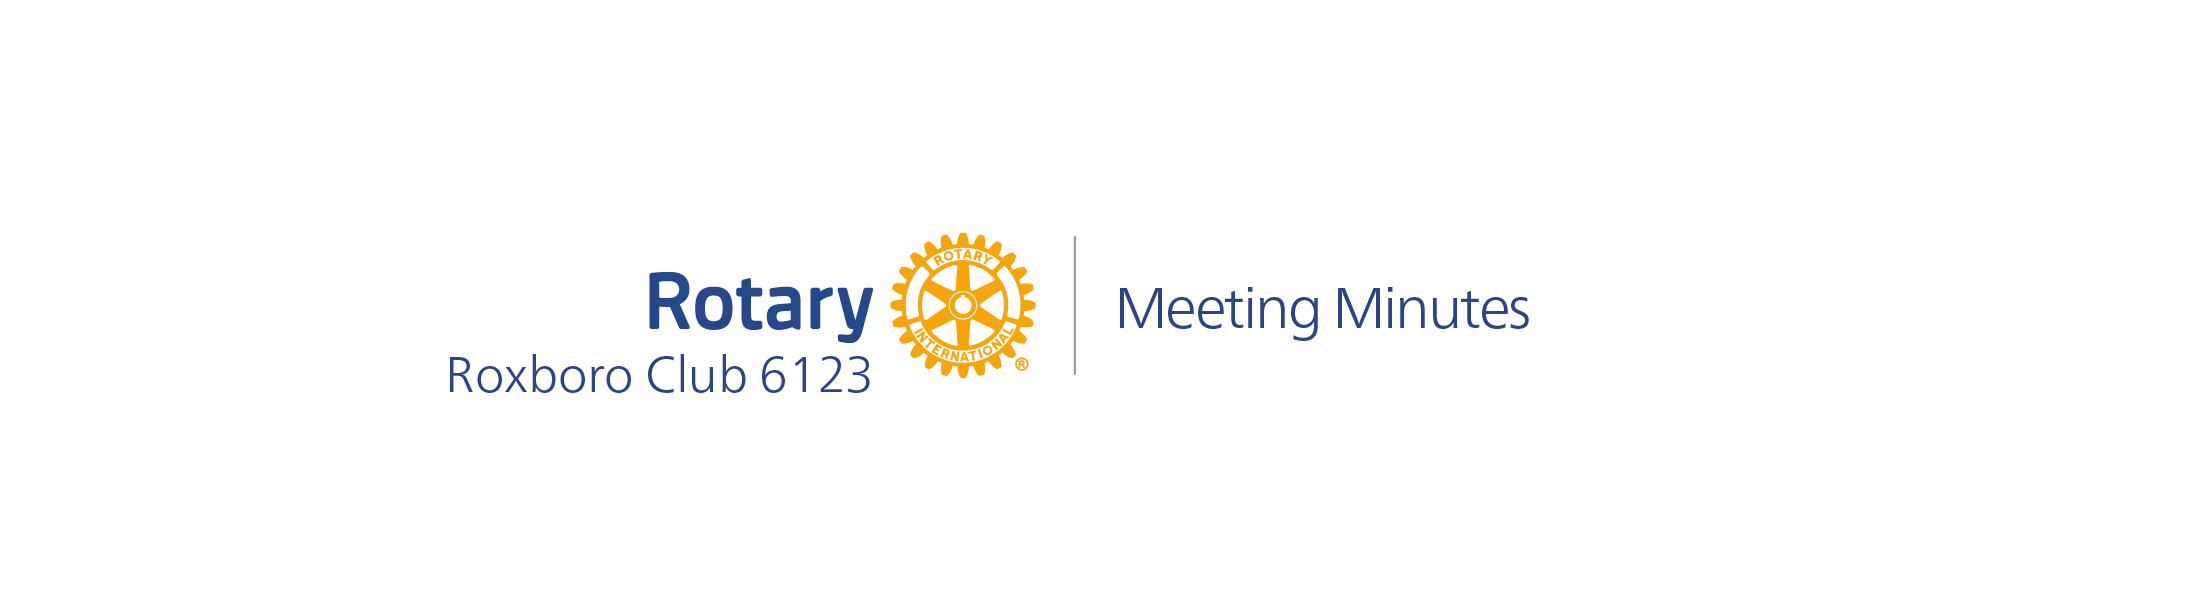 Rotary
Roxboro Club 6123
ROTARY
INTERNATIONAL
®
Meeting Minutes